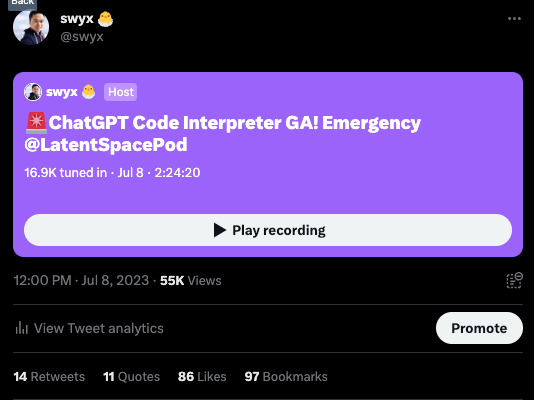 Back
swyx 🐣
@swyx
swyx 🐣 Host
🚨ChatGPT Code Interpreter GA! Emergency
@LatentSpacePod
16.9K tuned in · Jul 8 · 2:24:20
Play recording
12:00 PM · Jul 8, 2023 · 55K Views
View Tweet analytics
Promote
14 Retweets 11 Quotes 86 Likes 97 Bookmarks